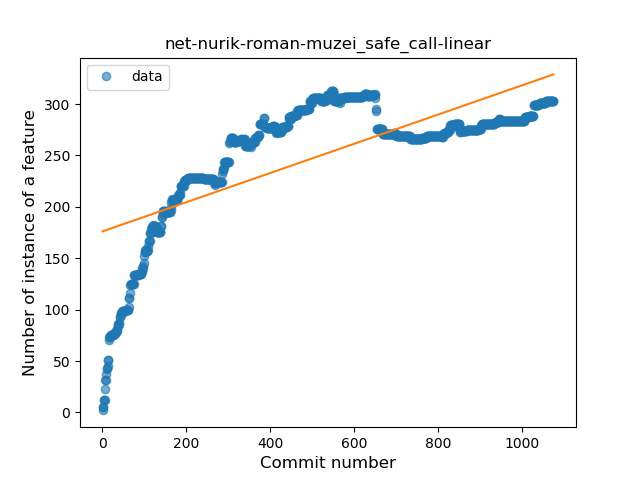 net-nurik-roman-muzei_safe_call-linear
data
Number of instance of a feature
300
250
200
150
100
50
0
0 200 400 600 800 1000
Commit number